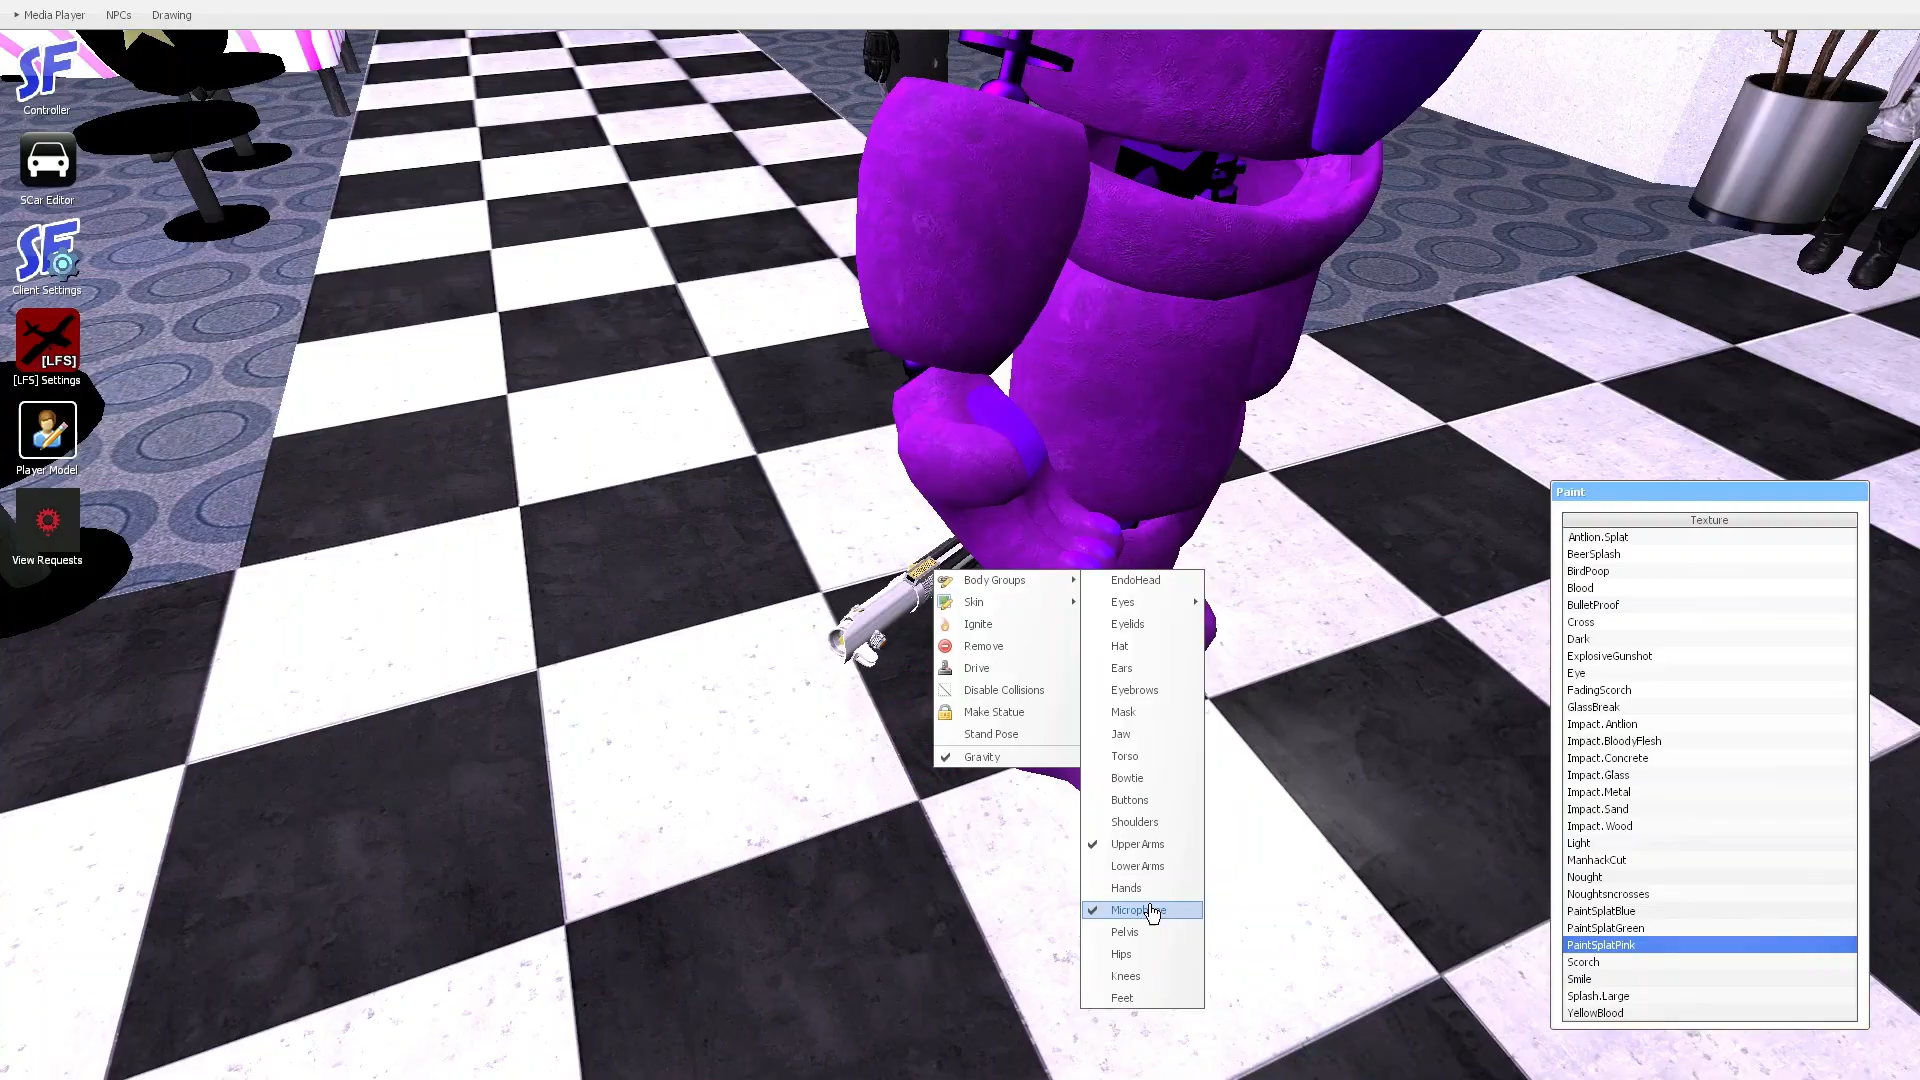 Media Player
NPCs
Drawing
SF
Controller
SCar Editor
SF
Client Settings
[LFS]
[LFS] Settings
Player Model
View Requests
Body Groups
Skin
Ignite
Remove
Drive
Disable Collisions
Make Statue
Stand Pose
Gravity
EndoHead
Eyes
Eyelids
Hat
Ears
Eyebrows
Mask
Jaw
Torso
Bowtie
Buttons
Shoulders
UpperArms
LowerArms
Hands
Microphone
Pelvis
Hips
Knees
Feet
Paint
Texture
Antlion.Splat
BeerSplash
BirdPoop
Blood
BulletProof
Cross
Dark
ExplosiveGunshot
Eye
FadingScorch
GlassBreak
Impact.Antlion
Impact.BloodyFlesh
Impact.Concrete
Impact.Glass
Impact.Metal
Impact.Sand
Impact.Wood
Light
ManhackCut
Nought
Noughtsncrosses
PaintSplatBlue
PaintSplatGreen
PaintSplatPink
Scorch
Smile
Splash.Large
YellowBlood